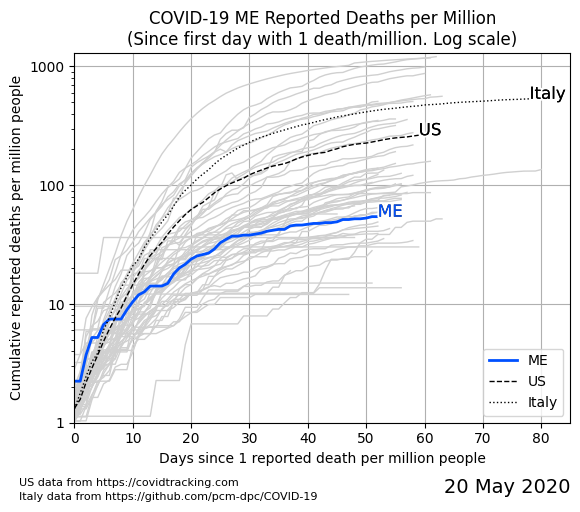 COVID-19 ME Reported Deaths per Million
(Since first day with 1 death/million. Log scale)
Cumulative reported deaths per million people
1000
100
10
1
Italy
US
ME
ME
US
Italy
0 10 20 30 40 50 60 70 80
Days since 1 reported death per million people
US data from https://covidtracking.com
Italy data from https://github.com/pcm-dpc/COVID-19
20 May 2020